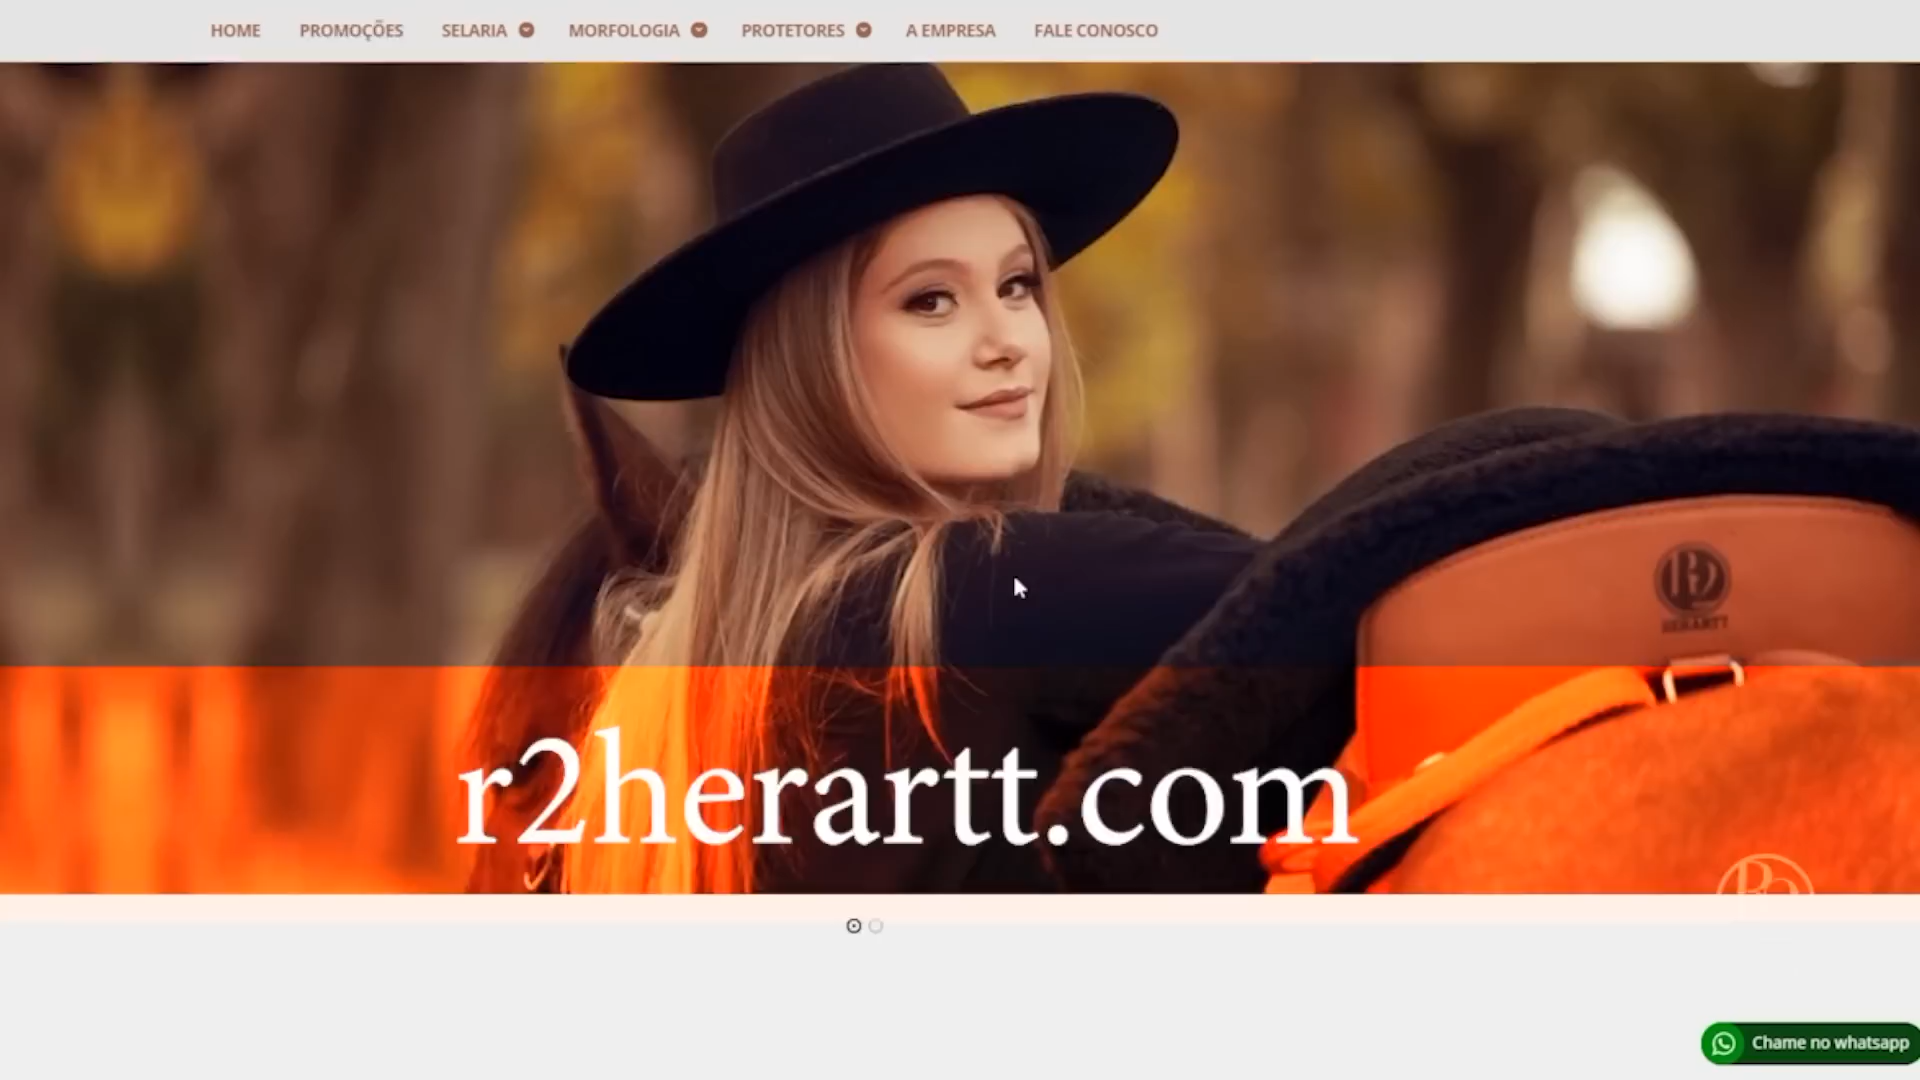 HOME PROMOÇÕES SELARIA MORFOLOGIA PROTETORES A EMPRESA FALE CONOSCO
HERARTT
r2herartt.com
Chame no whatsapp